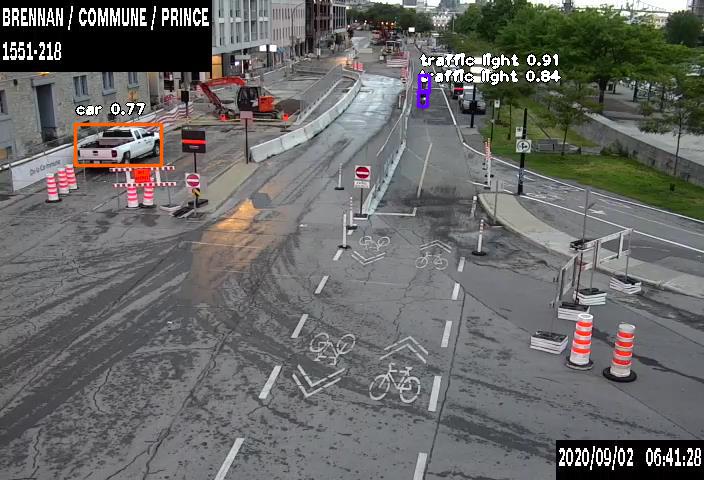 BRENNAN / COMMUNE / PRINCE
1551-218
traffic light 0.91
traffic light 0.84
car 0.77
2020/09/02 06:41:28